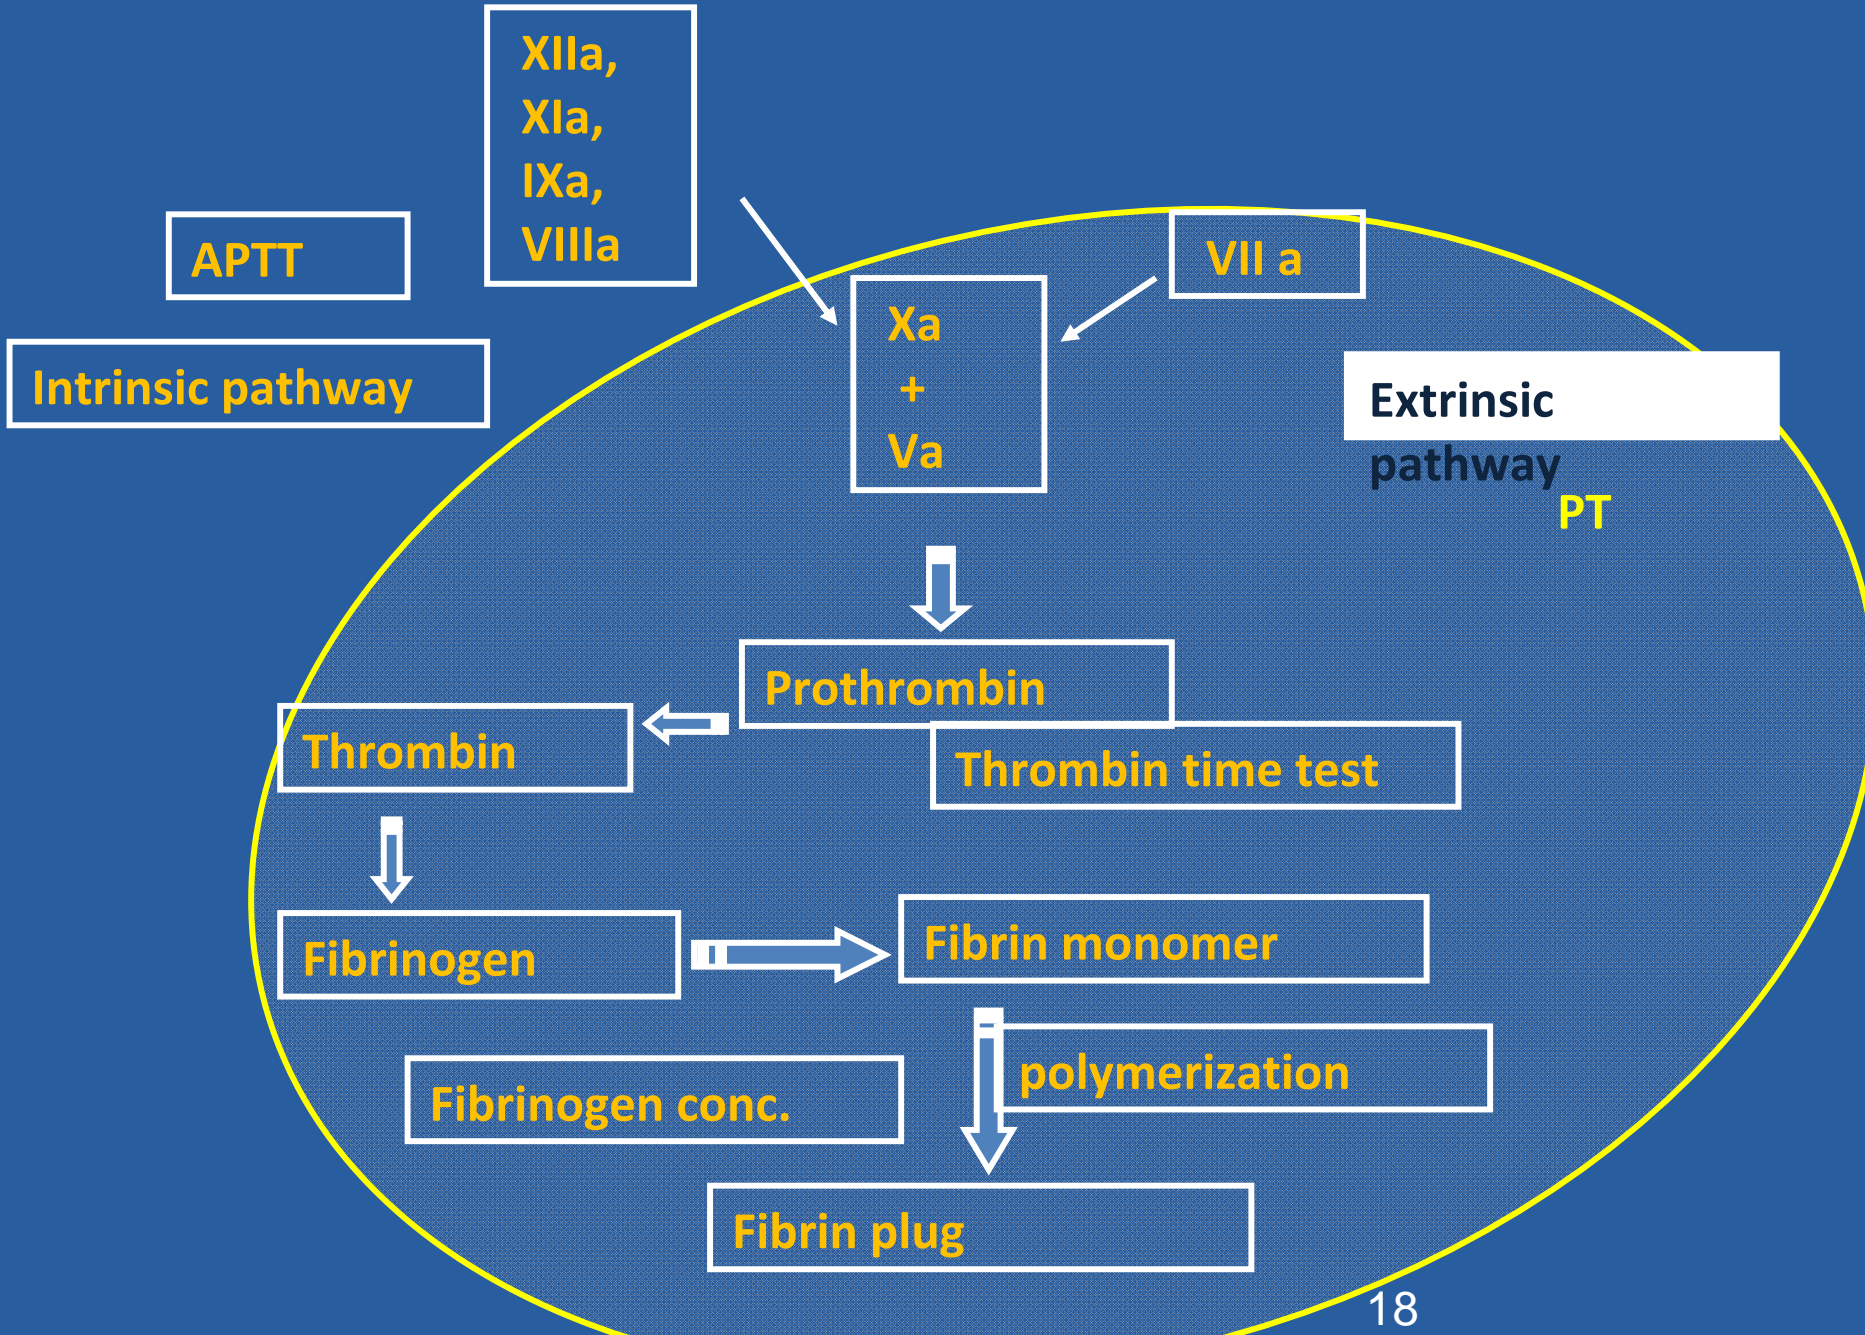 XIIa,
XIa,
IXa,
VIIIa
APTT
VII a
Intrinsic pathway
Xa
+
Va
Extrinsic
pathway
PT
Prothrombin
Thrombin
Thrombin time test
Fibrinogen
Fibrin monomer
polymerization
Fibrinogen conc.
Fibrin plug
18